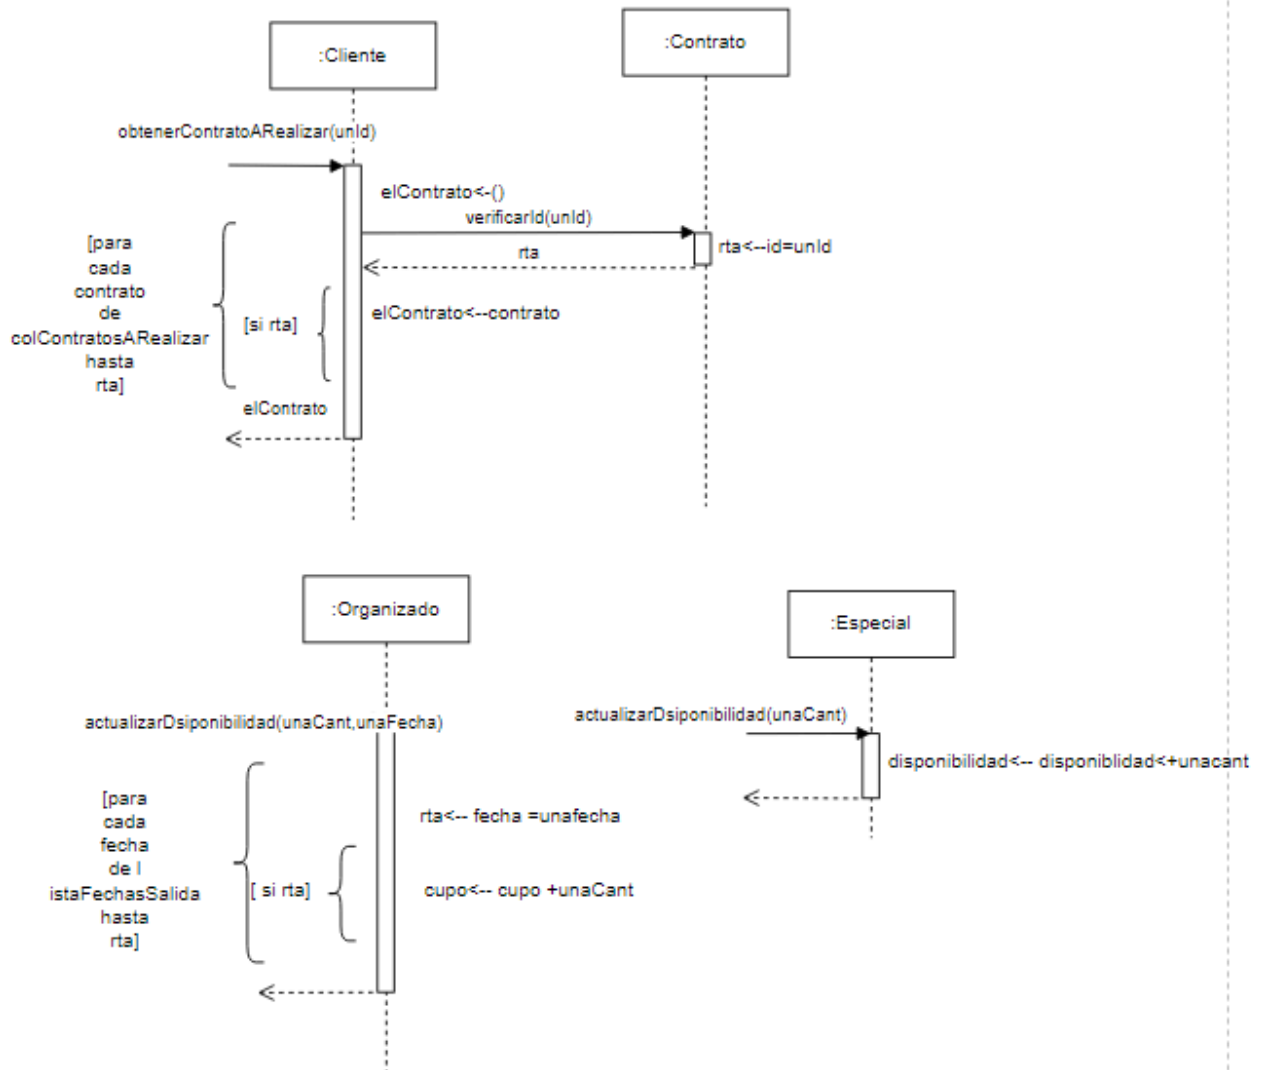 :Cliente
:Contrato
obtenerContratoARealizar(unId)
elContrato<-()
verificarId(unId)
rta<--id=unId
rta
[para
cada
contrato
de
colContratosARealizar
hasta
rta]
[si rta]
elContrato<--contrato
elContrato
:Organizado
:Especial
actualizarDsiponibilidad(unaCant,unaFecha)
actualizarDsiponibilidad(unaCant)
disponibilidad<-- disponiblidad<+unacant
[para
cada
fecha
de l
istaFechasSalida
hasta
rta]
rta<-- fecha =unafecha
[ si rta]
cupo<-- cupo +unaCant